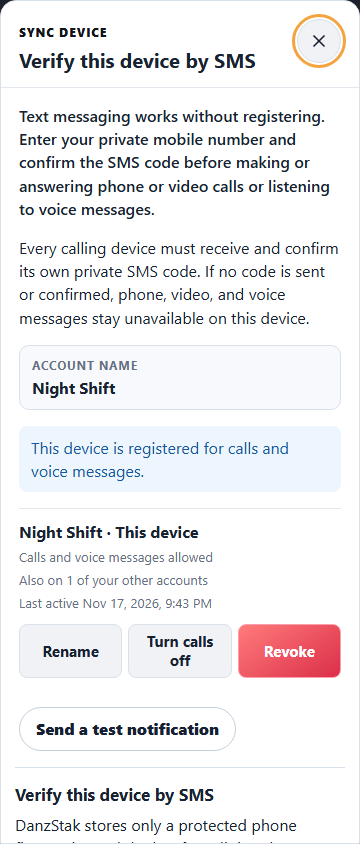 SYNC DEVICE
Verify this device by SMS
Text messaging works without registering.
Enter your private mobile number and
confirm the SMS code before making or
answering phone or video calls or listening
to voice messages.
Every calling device must receive and confirm
its own private SMS code. If no code is sent
or confirmed, phone, video, and voice
messages stay unavailable on this device.
ACCOUNT NAME
Night Shift
This device is registered for calls and
voice messages.
Night Shift · This device
Calls and voice messages allowed
Also on 1 of your other accounts
Last active Nov 17, 2026, 9:43 PM
Rename
Turn calls
off
Revoke
Send a test notification
Verify this device by SMS
DanzStak stores only a protected phone